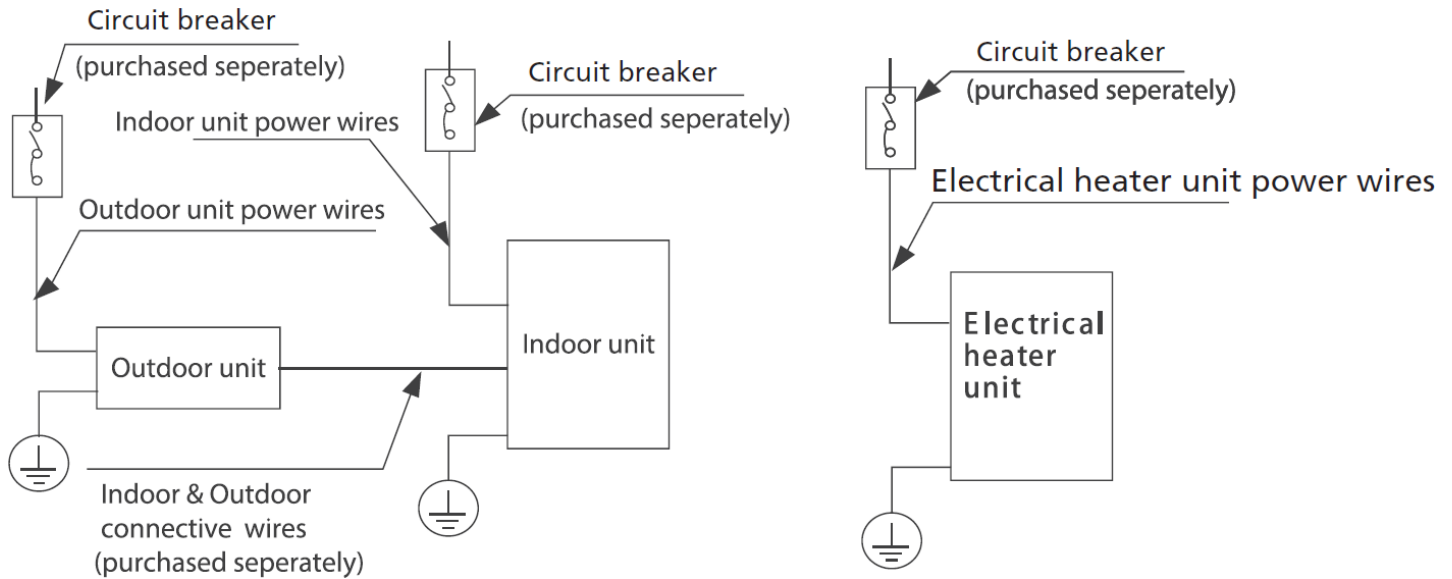 Circuit breaker
(purchased seperately)
Circuit breaker
(purchased seperately)
Indoor unit power wires
Outdoor unit power wires
Outdoor unit
Indoor unit
Indoor & Outdoor
connective wires
(purchased seperately)
Circuit breaker
(purchased seperately)
Electrical heater unit power wires
Electrical
heater
unit